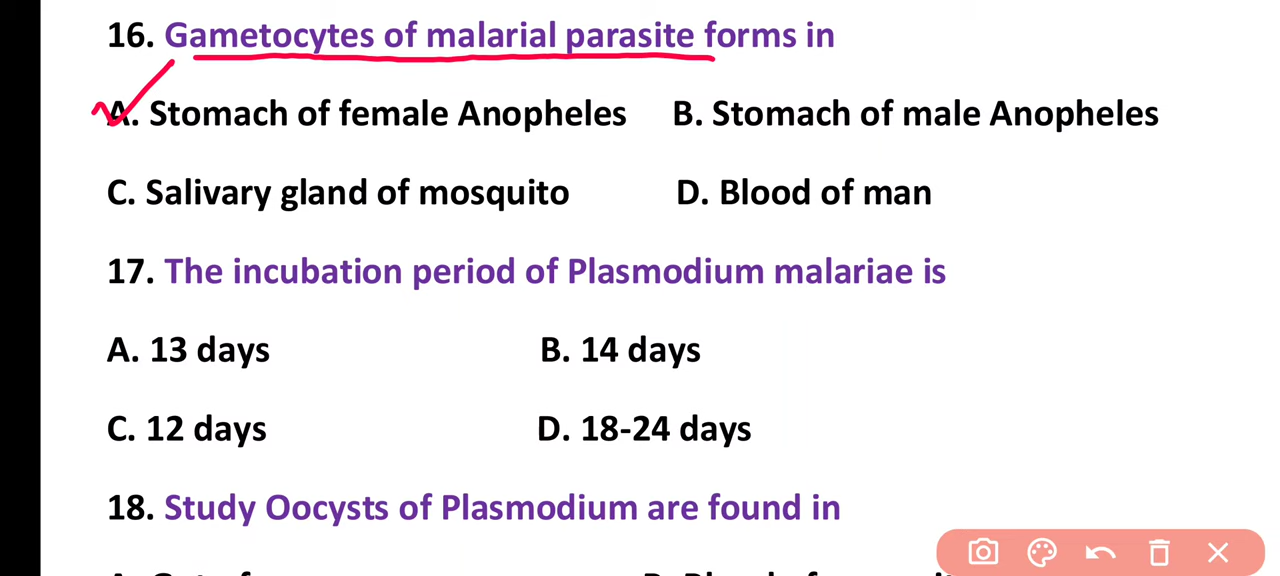 16. Gametocytes of malarial parasite forms in
A. Stomach of female Anopheles B. Stomach of male Anopheles
C. Salivary gland of mosquito D. Blood of man
17. The incubation period of Plasmodium malariae is
A. 13 days B. 14 days
C. 12 days D. 18-24 days
18. Study Oocysts of Plasmodium are found in